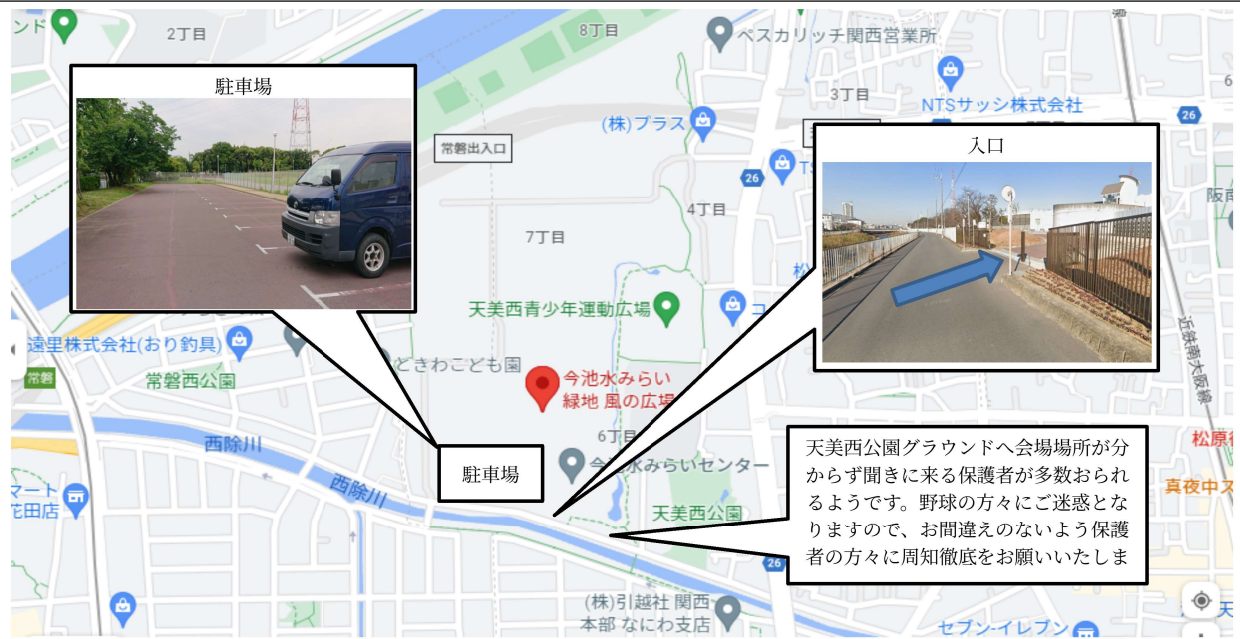 ンド
2丁目
8丁目
ペスカリッチ関西営業所
駐車場
3丁目
NTSサッシ株式会社
26
(株)プラス
常磐出入口
入口
26
4丁目
7丁目
天美西青少年運動広場
遠里株式会社(おり釣具)
常磐
常磐西公園
ときわこども園
今池水みらい
緑地 風の広場
近鉄南大阪線
6丁目
今池水みらいセンター
駐車場
西除川
西除川
マート
花田店
天美西公園
天美西公園グラウンドへ会場場所が分
からず聞きに来る保護者が多数おられ
るようです。野球の方々にご迷惑とな
りますので、お間違えのないよう保護
者の方々に周知徹底をお願いいたしま
真夜中ス
26
(株)引越社 関西
本部 なにわ支店
セブン-イレブン